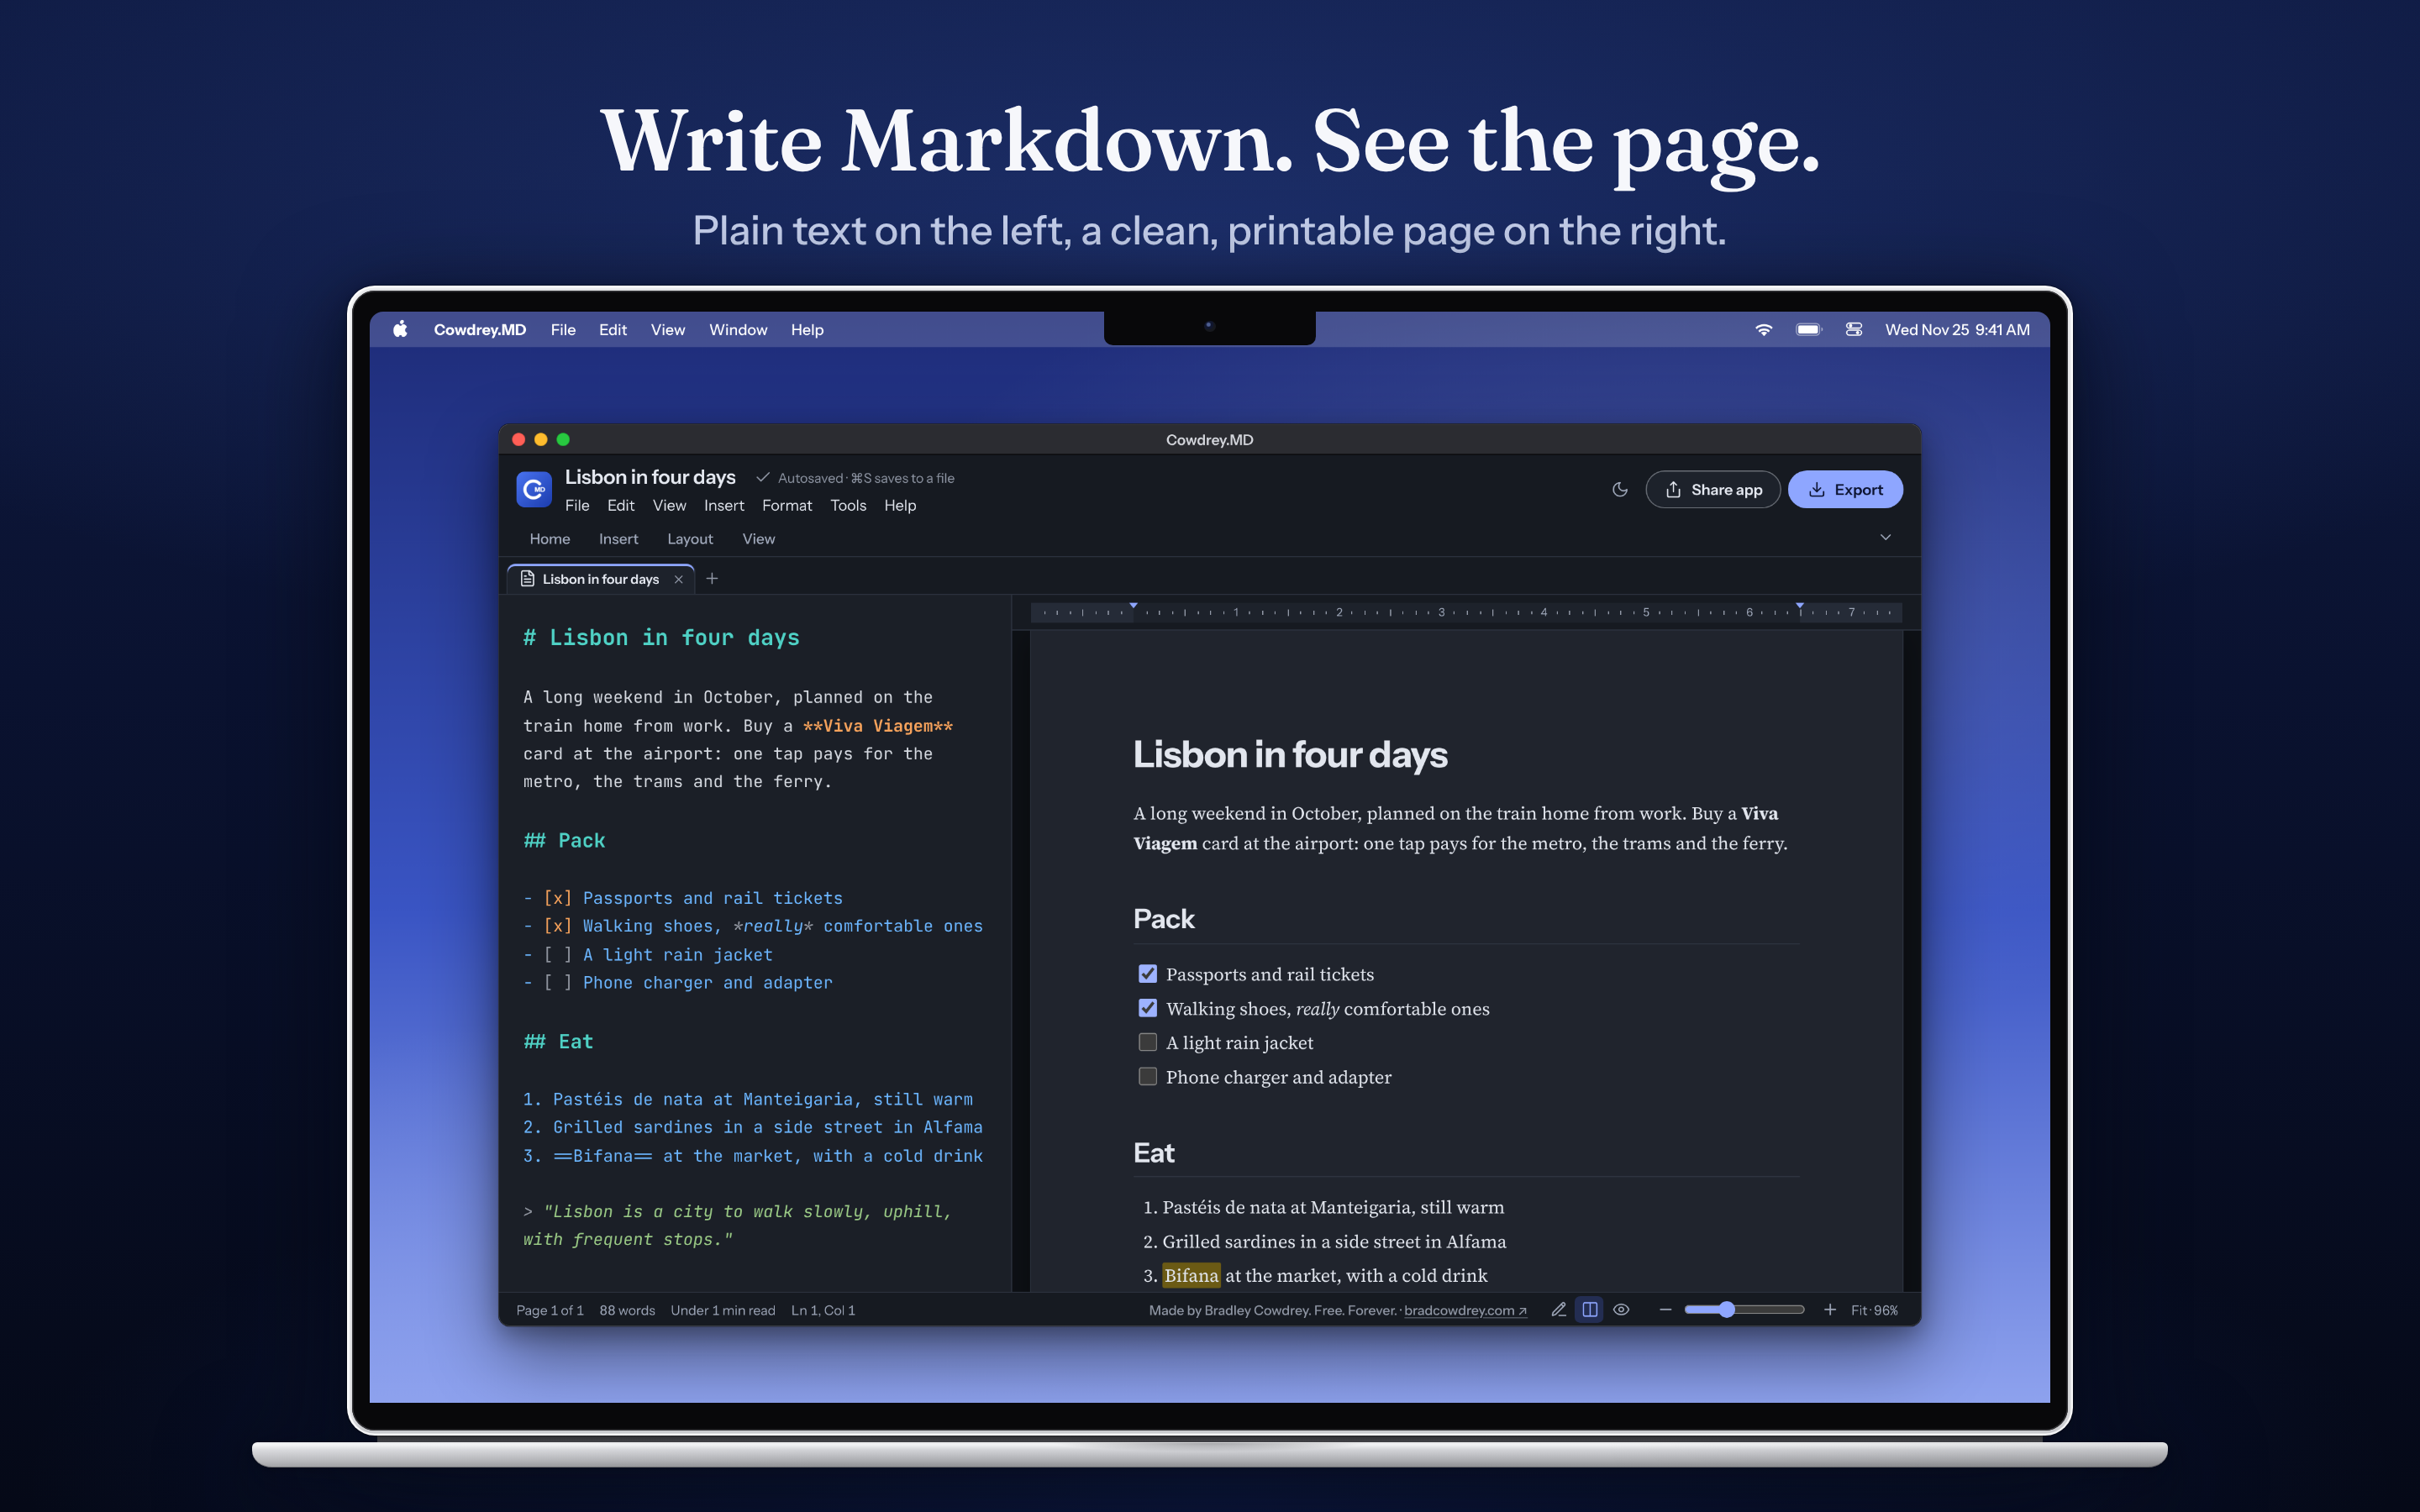 Write Markdown. See the page.
Plain text on the left, a clean, printable page on the right.
Cowdrey.MD File Edit View Window Help
Wed Nov 25 9:41 AM
Cowdrey.MD
C MD
Lisbon in four days
Autosaved · ⌘S saves to a file
File Edit View Insert Format Tools Help
Share app
Export
Home Insert Layout View
Lisbon in four days
# Lisbon in four days
A long weekend in October, planned on the
train home from work. Buy a **Viva Viagem**
card at the airport: one tap pays for the
metro, the trams and the ferry.
## Pack
- [x] Passports and rail tickets
- [x] Walking shoes, *really* comfortable ones
- [ ] A light rain jacket
- [ ] Phone charger and adapter
## Eat
1. Pastéis de nata at Manteigaria, still warm
2. Grilled sardines in a side street in Alfama
3. ==Bifana== at the market, with a cold drink
> "Lisbon is a city to walk slowly, uphill,
with frequent stops."
1 2 3 4 5 6 7
Lisbon in four days
A long weekend in October, planned on the train home from work. Buy a Viva
Viagem card at the airport: one tap pays for the metro, the trams and the ferry.
Pack
Passports and rail tickets
Walking shoes, really comfortable ones
A light rain jacket
Phone charger and adapter
Eat
1. Pastéis de nata at Manteigaria, still warm
2. Grilled sardines in a side street in Alfama
3. Bifana at the market, with a cold drink
Page 1 of 1 88 words Under 1 min read Ln 1, Col 1
Made by Bradley Cowdrey. Free. Forever. · bradcowdrey.com ↗
Fit · 96%